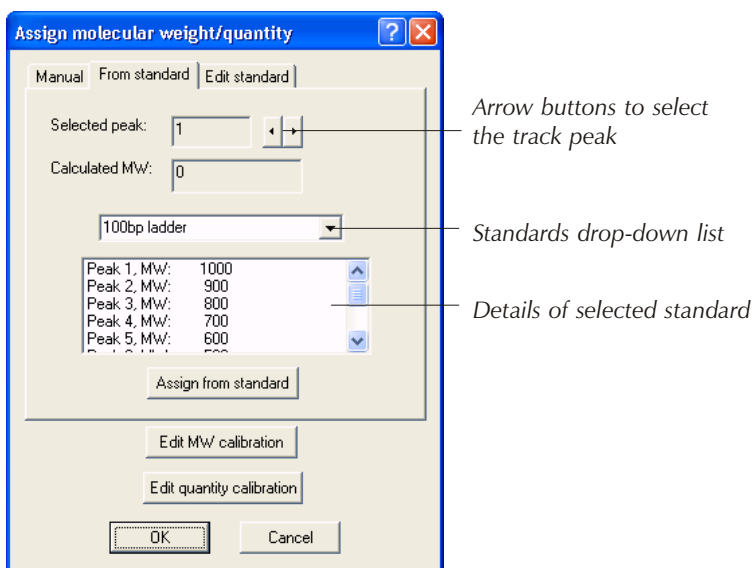 Assign molecular weight/quantity
Manual From standard Edit standard
Selected peak: 1
Calculated MW: 0
100bp ladder
Peak 1, MW: 1000
Peak 2, MW: 900
Peak 3, MW: 800
Peak 4, MW: 700
Peak 5, MW: 600
Assign from standard
Edit MW calibration
Edit quantity calibration
OK Cancel
Arrow buttons to select
the track peak
Standards drop-down list
Details of selected standard